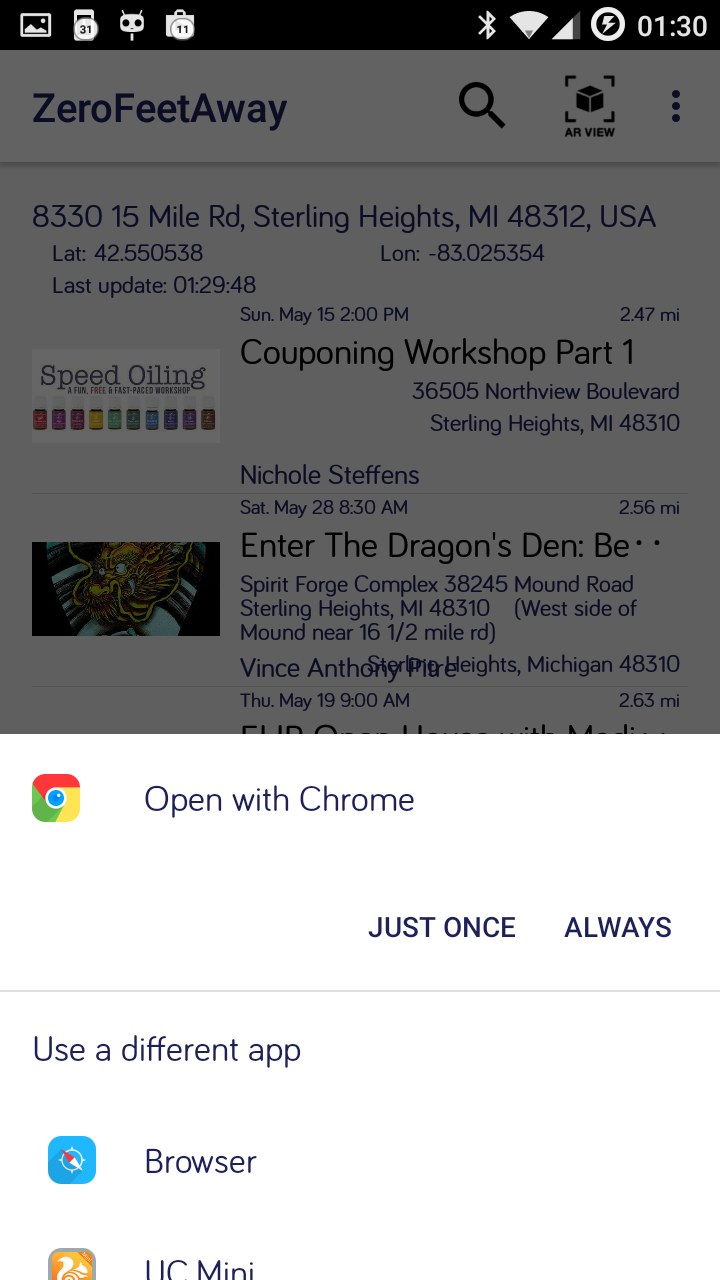 31
11
01:30
ZeroFeetAway
AR VIEW
8330 15 Mile Rd, Sterling Heights, MI 48312, USA
Lat: 42.550538 Lon: -83.025354
Last update: 01:29:48
Sun. May 15 2:00 PM 2.47 mi
Couponing Workshop Part 1
Speed Oiling
A FUN, FREE & FAST-PACED WORKSHOP
36505 Northview Boulevard
Sterling Heights, MI 48310
Nichole Steffens
Sat. May 28 8:30 AM 2.56 mi
Enter The Dragon's Den: Be··
Spirit Forge Complex 38245 Mound Road
Sterling Heights, MI 48310 (West side of
Mound near 16 1/2 mile rd)
Sterling Heights, Michigan 48310
Vince Anthony Pitre
Thu. May 19 9:00 AM 2.63 mi
Open House with
Open with Chrome
JUST ONCE ALWAYS
Use a different app
Browser
UC Mini